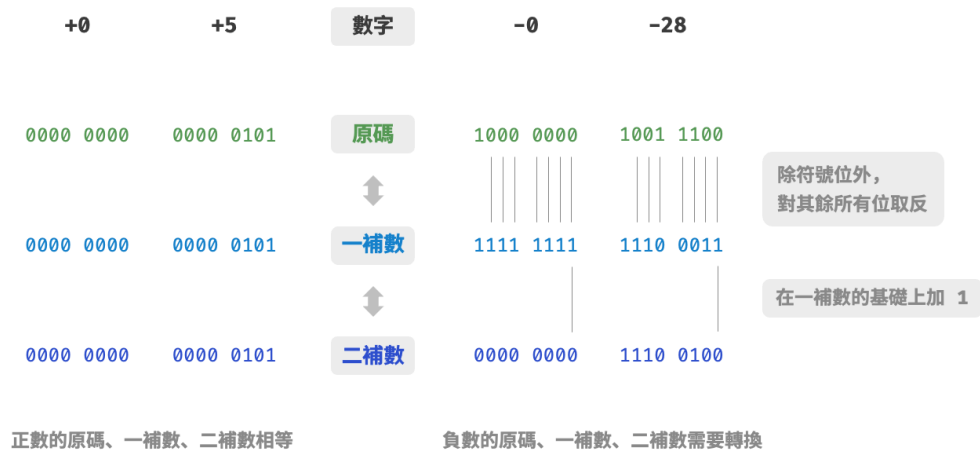 +0 +5 數字 -0 -28
0000 0000 0000 0101 原碼 1000 0000 1001 1100
除符號位外，
對其餘所有位取反
0000 0000 0000 0101 一補數 1111 1111 1110 0011
在一補數的基礎上加 1
0000 0000 0000 0101 二補數 0000 0000 1110 0100
正數的原碼、一補數、二補數相等 負數的原碼、一補數、二補數需要轉換